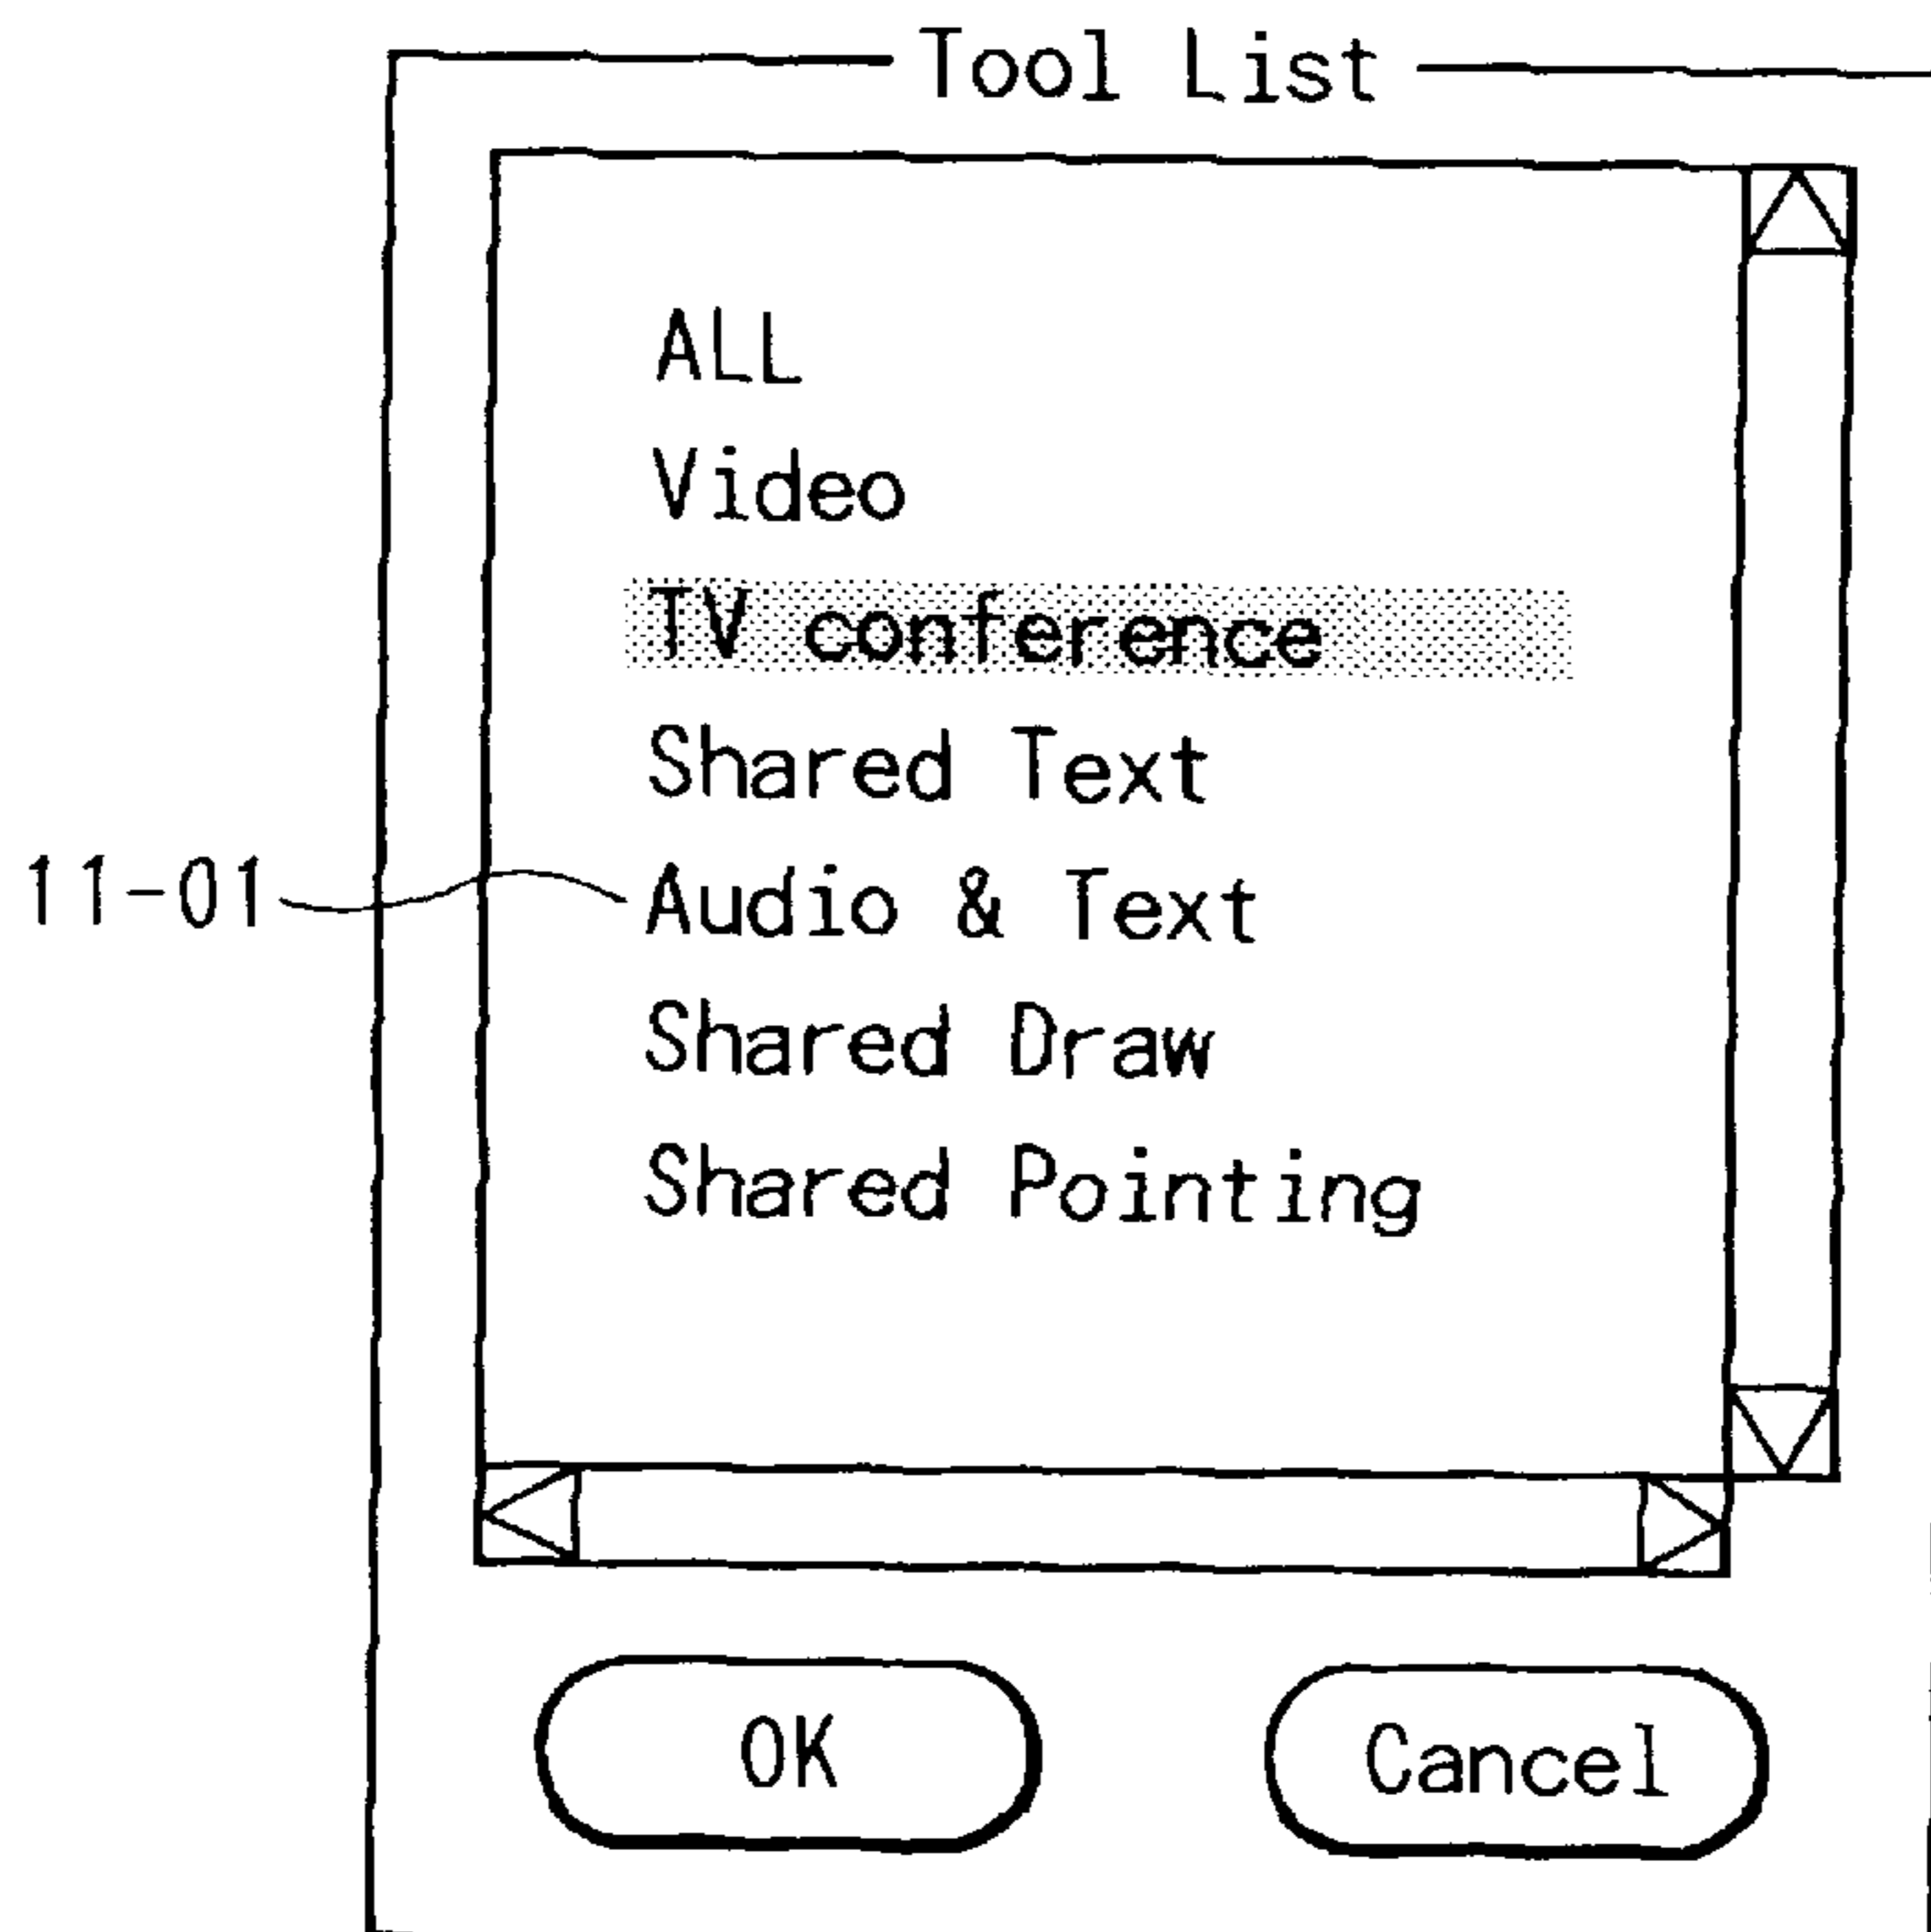 Tool List
ALL
Video
TV conference
Shared Text
11-01 Audio & Text
Shared Draw
Shared Pointing
OK Cancel